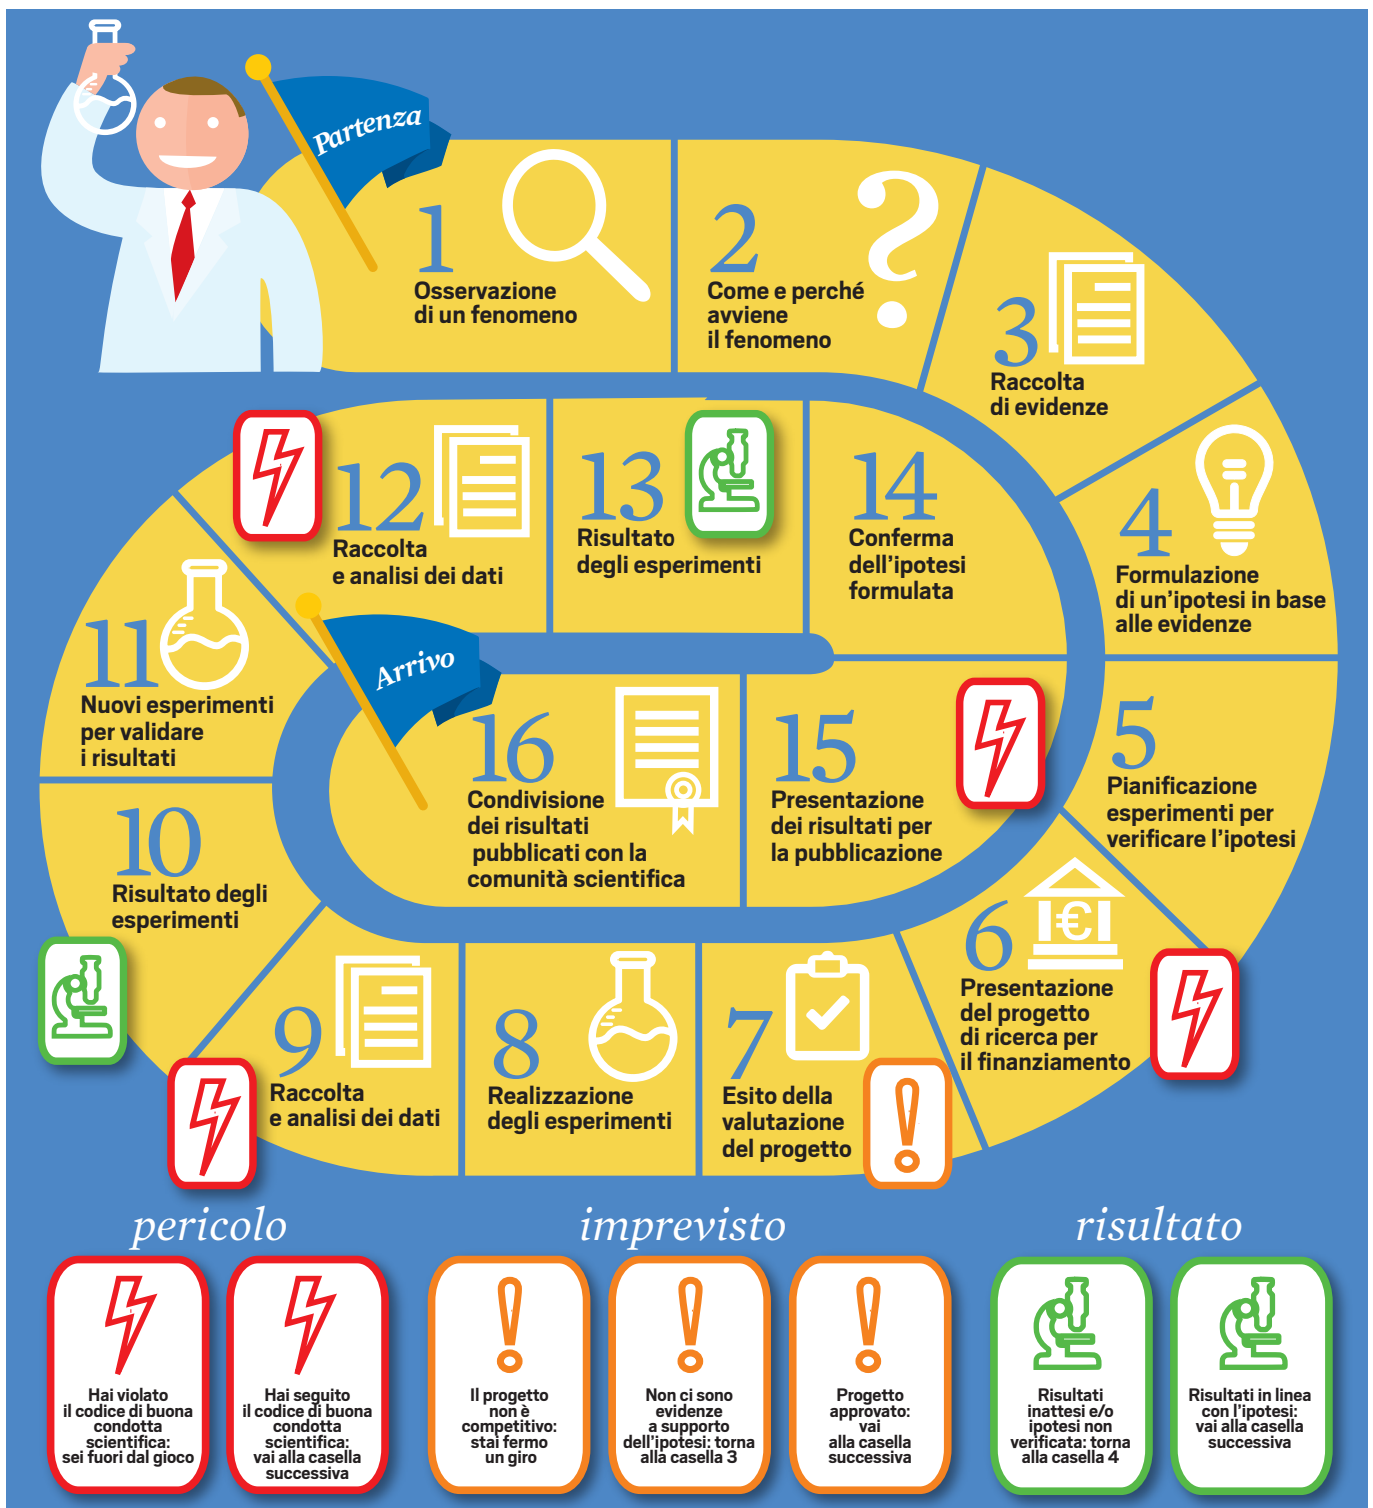 Partenza
1
Osservazione
di un fenomeno
2
Come e perché
avviene
il fenomeno
3
Raccolta
di evidenze
4
Formulazione
di un'ipotesi in base
alle evidenze
5
Pianificazione
esperimenti per
verificare l'ipotesi
6
€
Presentazione
del progetto
di ricerca per
il finanziamento
7
Esito della
valutazione
del progetto
8
Realizzazione
degli esperimenti
9
Raccolta
e analisi dei dati
10
Risultato degli
esperimenti
11
Nuovi esperimenti
per validare
i risultati
12
Raccolta
e analisi dei dati
13
Risultato
degli esperimenti
14
Conferma
dell'ipotesi
formulata
15
Presentazione
dei risultati per
la pubblicazione
Arrivo
16
Condivisione
dei risultati
pubblicati con la
comunità scientifica
pericolo
Hai violato
il codice di buona
condotta
scientifica:
sei fuori dal gioco
Hai seguito
il codice di buona
condotta
scientifica:
vai alla casella
successiva
imprevisto
Il progetto
non è
competitivo:
stai fermo
un giro
Non ci sono
evidenze
a supporto
dell'ipotesi: torna
alla casella 3
Progetto
approvato:
vai
alla casella
successiva
risultato
Risultati
inattesi e/o
ipotesi non
verificata: torna
alla casella 4
Risultati in linea
con l'ipotesi:
vai alla casella
successiva